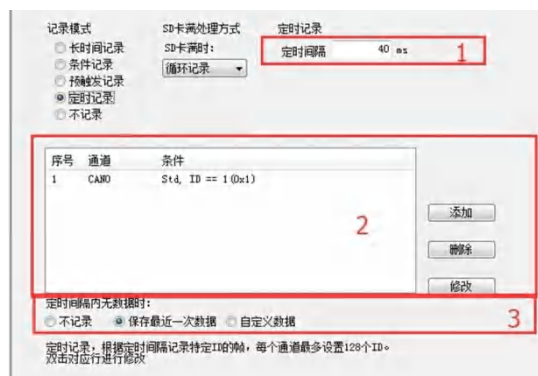 记录模式 SD卡满处理方式 定时记录
长时间记录 SD卡满时: 定时间隔 40 ms 1
条件记录 循环记录
预触发记录
定时记录
不记录
序号 通道 条件
1 CAN0 Std, ID == 1(0x1)
2
添加
删除
修改
定时间隔内无数据时:
不记录 保存最近一次数据 自定义数据 3
定时记录，根据定时间隔记录特定ID的帧，每个通道最多设置128个ID。
双击对应行进行修改